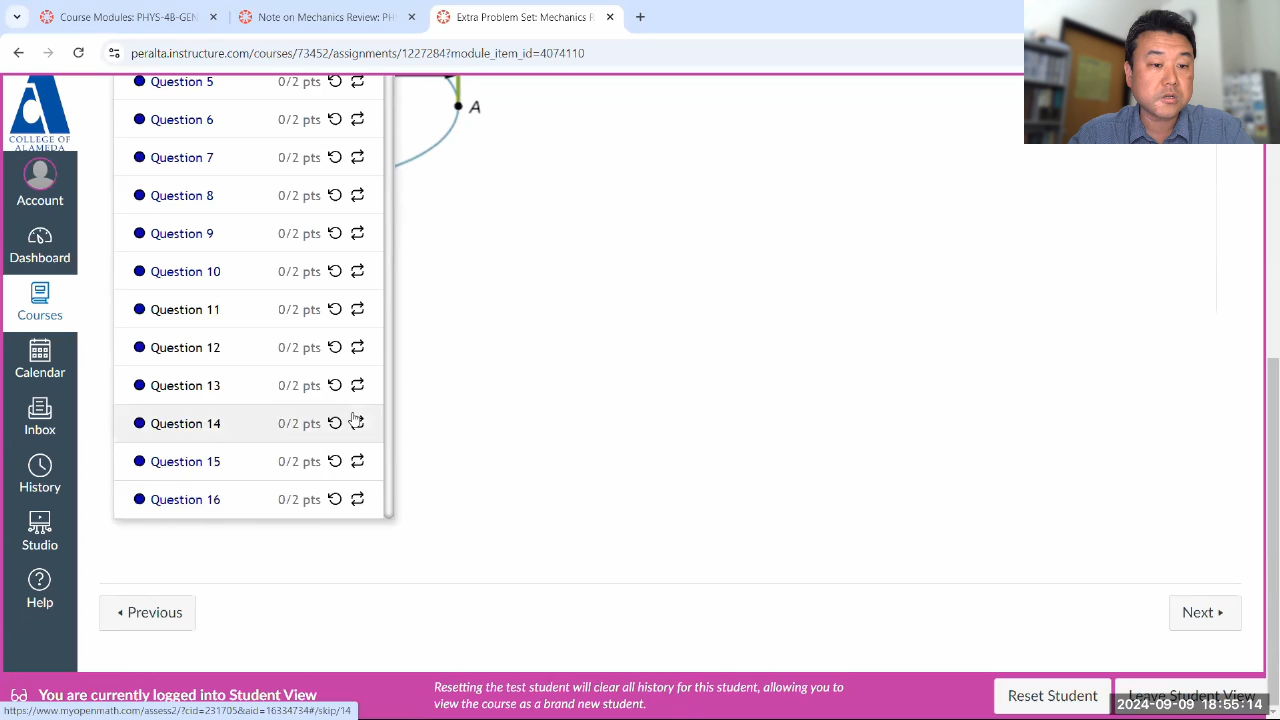 Course Modules: PHYS-4B-GEN
Note on Mechanics Review: PHY
Extra Problem Set: Mechanics R
peralta.instructure.com/courses/73452/assignments/1227284?module_item_id=4074110
COLLEGE OF
ALAMEDA
Account
Dashboard
Courses
Calendar
Inbox
History
Studio
Help
Question 5 0/2 pts
Question 6 0/2 pts
Question 7 0/2 pts
Question 8 0/2 pts
Question 9 0/2 pts
Question 10 0/2 pts
Question 11 0/2 pts
Question 12 0/2 pts
Question 13 0/2 pts
Question 14 0/2 pts
Question 15 0/2 pts
Question 16 0/2 pts
A
Previous
Next
You are currently logged into Student View
Resetting the test student will clear all history for this student, allowing you to
view the course as a brand new student.
Reset Student
Leave Student View
2024-09-09 18:55:14
https://www.myopenmath.com/assess2/?cid=231705&aid=16334734#/skip/14